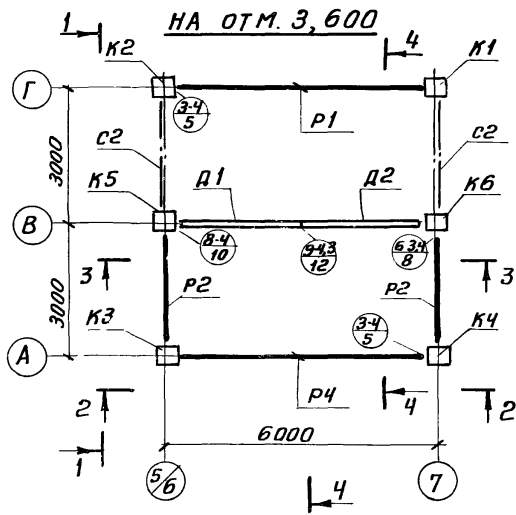 НА ОТМ. 3,600
1
4
К2
К1
Г
3-4
5
Р1
С2
С2
3000
К5
Д1
Д2
К6
В
8-4
10
9-4,3
12
6 3,4
8
3
3
Р2
Р2
3000
К3
3-4
5
К4
А
Р4
2
4
2
6000
1
5/6
4
7